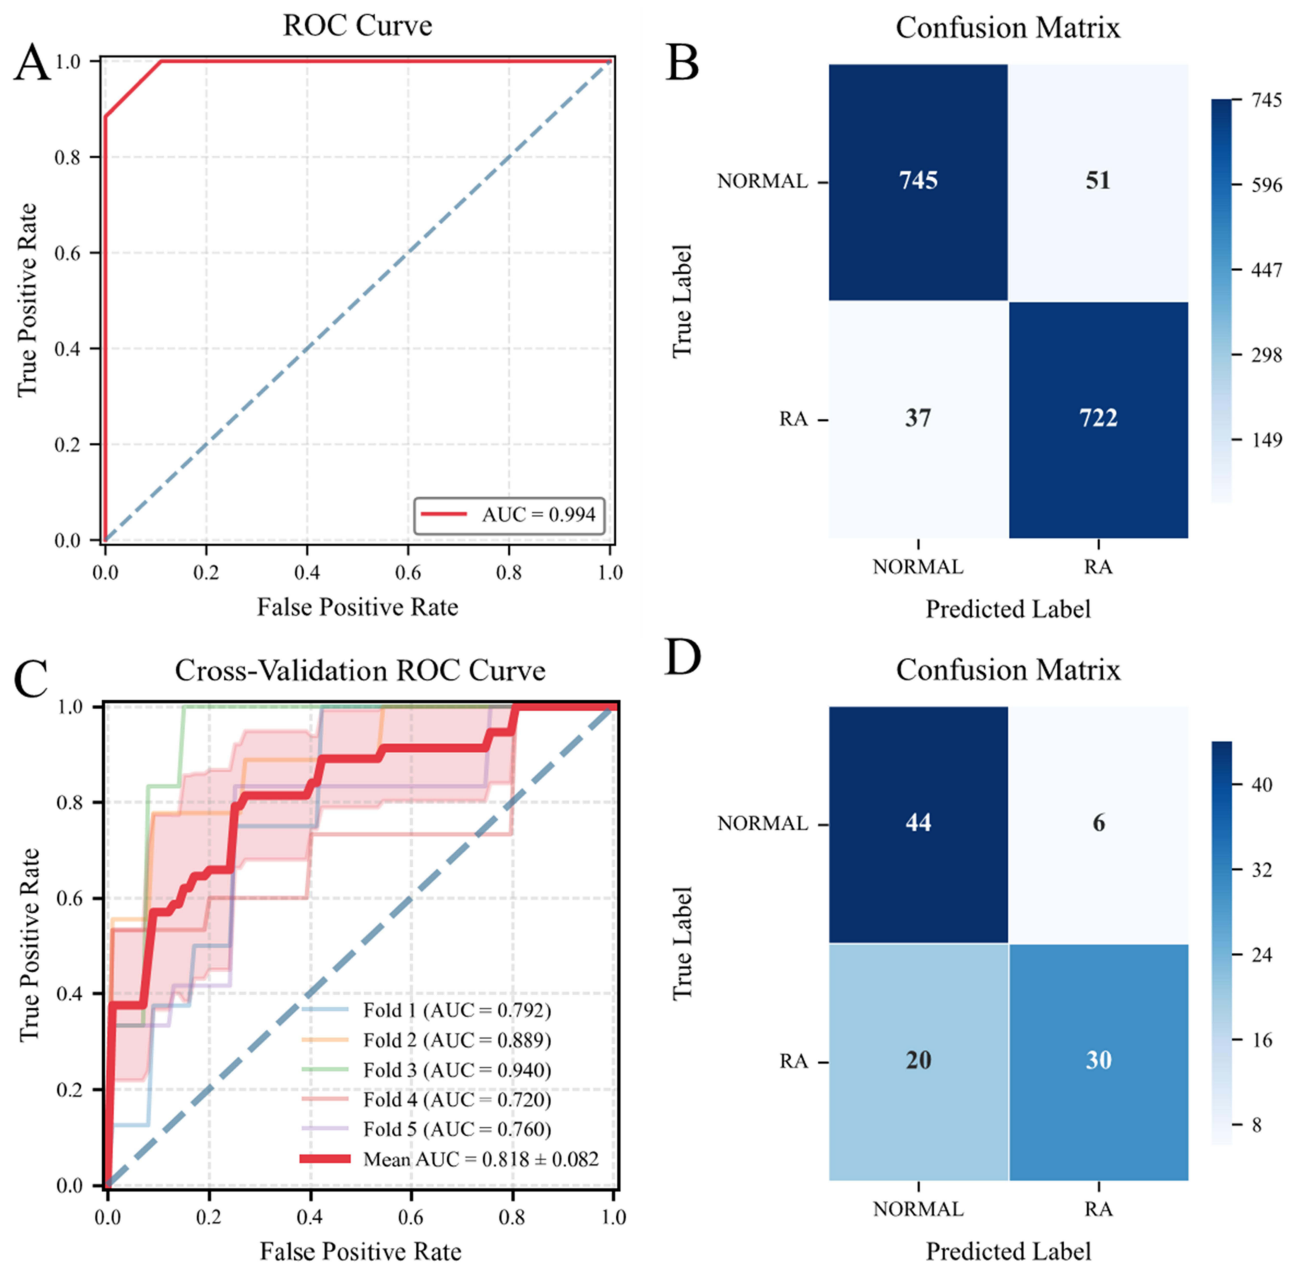 A
ROC Curve
1.0
0.8
0.6
0.4
0.2
0.0
True Positive Rate
AUC = 0.994
0.0 0.2 0.4 0.6 0.8 1.0
False Positive Rate
B
Confusion Matrix
True Label
NORMAL
745 51
RA
37 722
NORMAL RA
Predicted Label
745
596
447
298
149
C
Cross-Validation ROC Curve
1.0
0.8
0.6
0.4
0.2
0.0
True Positive Rate
Fold 1 (AUC = 0.792)
Fold 2 (AUC = 0.889)
Fold 3 (AUC = 0.940)
Fold 4 (AUC = 0.720)
Fold 5 (AUC = 0.760)
Mean AUC = 0.818 ± 0.082
0.0 0.2 0.4 0.6 0.8 1.0
False Positive Rate
D
Confusion Matrix
True Label
NORMAL
44 6
RA
20 30
NORMAL RA
Predicted Label
40
32
24
16
8